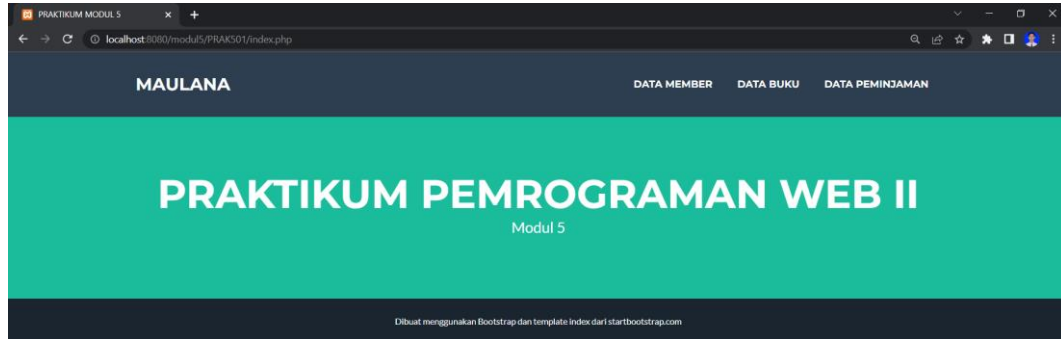 PRAKTIKUM MODUL 5
localhost:8080/modul5/PRAK501/index.php
MAULANA DATA MEMBER DATA BUKU DATA PEMINJAMAN
PRAKTIKUM PEMROGRAMAN WEB II
Modul 5
Dibuat menggunakan Bootstrap dan template index dari startbootstrap.com